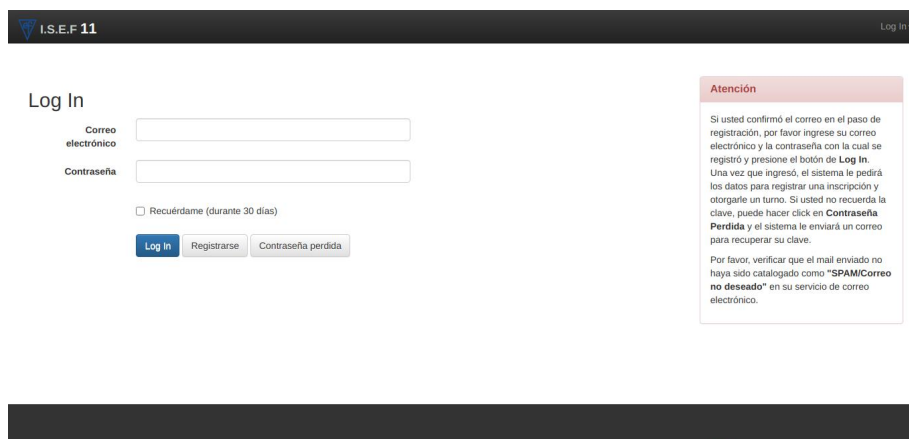 I.S.E.F 11
Log In
Log In
Correo
electrónico
Contraseña
Recuérdame (durante 30 días)
Log In Registrarse Contraseña perdida
Atención
Si usted confirmó el correo en el paso de
registración, por favor ingrese su correo
electrónico y la contraseña con la cual se
registró y presione el botón de Log In.
Una vez que ingresó, el sistema le pedirá
los datos para registrar una inscripción y
otorgarle un turno. Si usted no recuerda la
clave, puede hacer click en Contraseña
Perdida y el sistema le enviará un correo
para recuperar su clave.
Por favor, verificar que el mail enviado no
haya sido catalogado como "SPAM/Correo
no deseado" en su servicio de correo
electrónico.